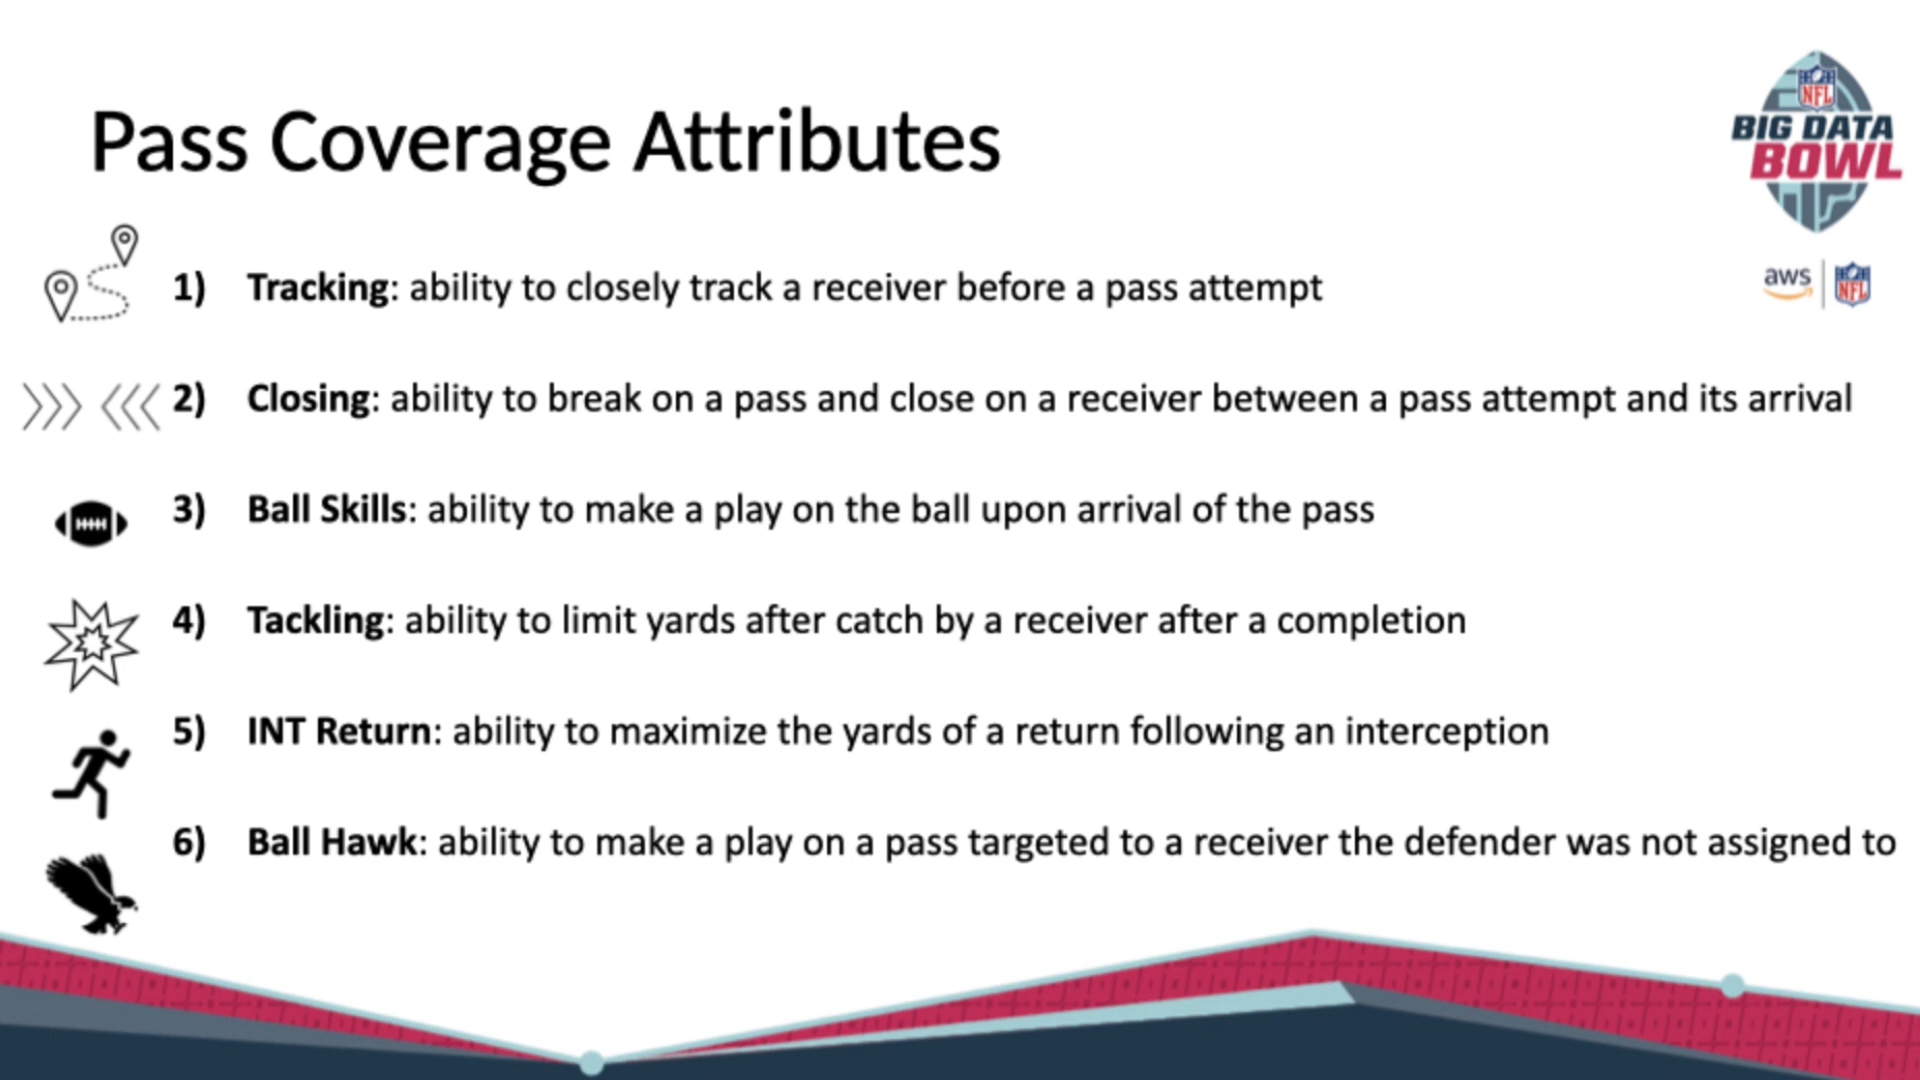 NFL
BIG DATA
BOWL
Pass Coverage Attributes
aws NFL
1) Tracking: ability to closely track a receiver before a pass attempt
2) Closing: ability to break on a pass and close on a receiver between a pass attempt and its arrival
3) Ball Skills: ability to make a play on the ball upon arrival of the pass
4) Tackling: ability to limit yards after catch by a receiver after a completion
5) INT Return: ability to maximize the yards of a return following an interception
6) Ball Hawk: ability to make a play on a pass targeted to a receiver the defender was not assigned to